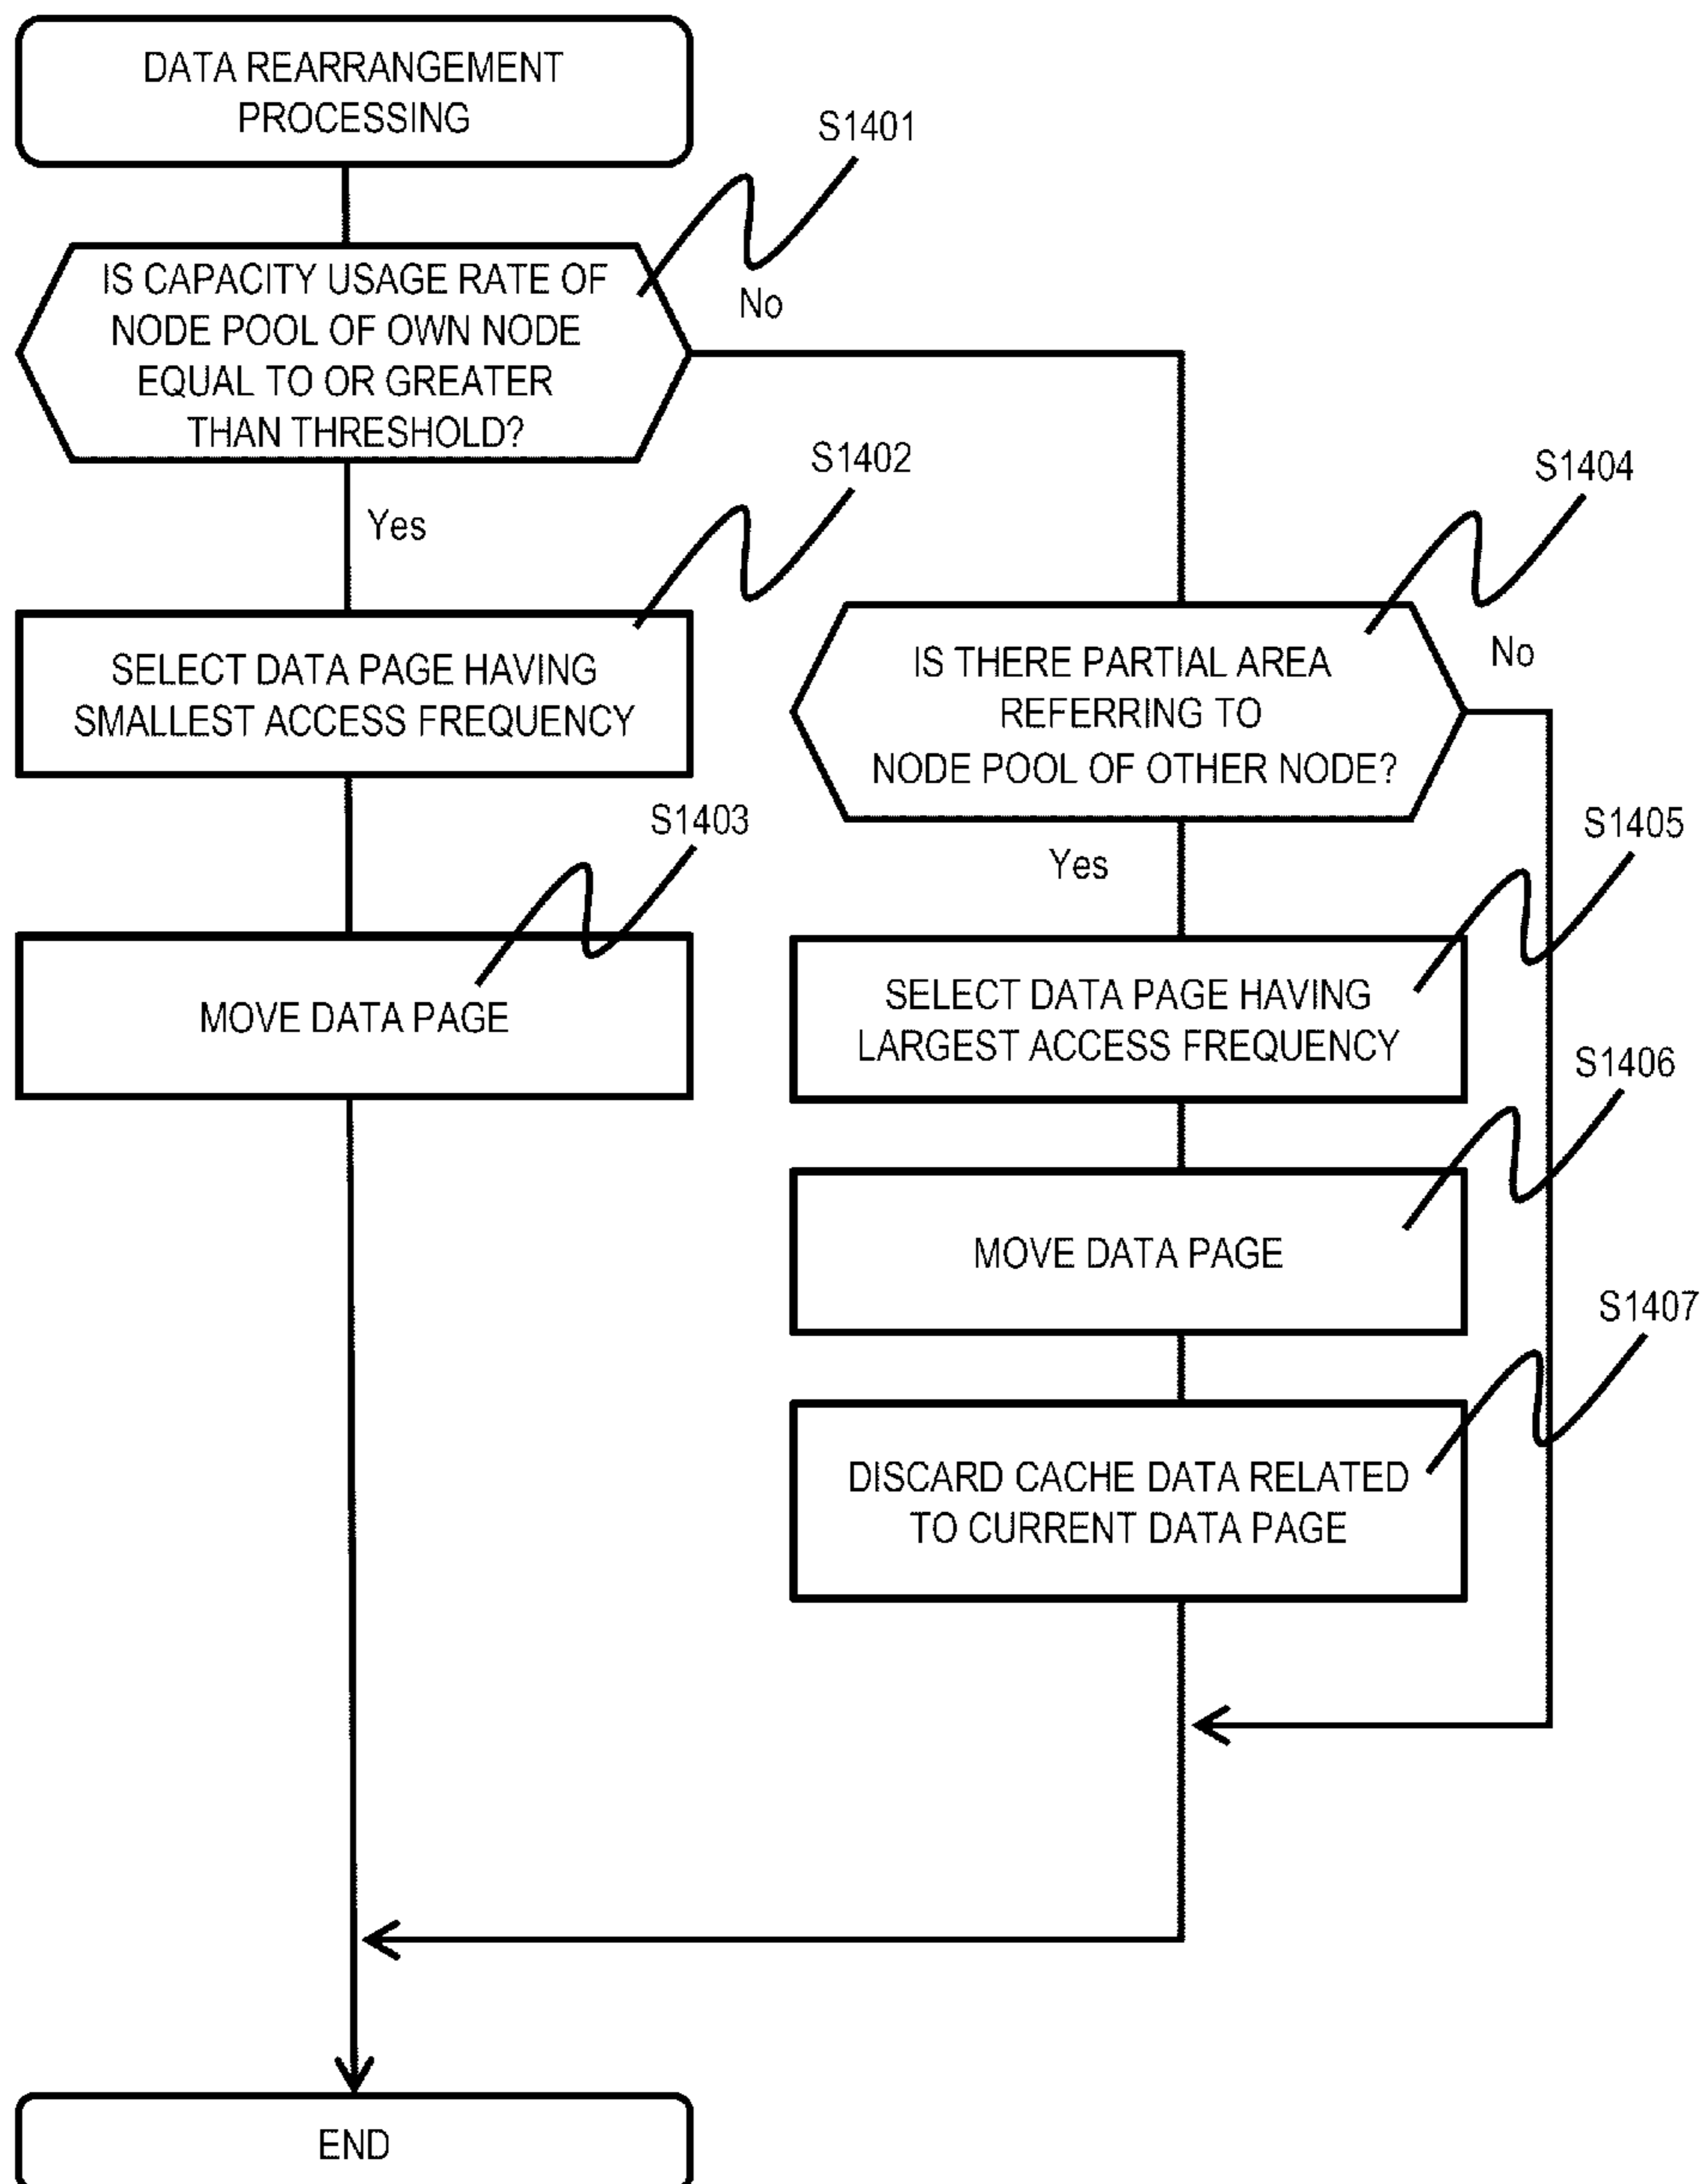 DATA REARRANGEMENT
PROCESSING
S1401
IS CAPACITY USAGE RATE OF
NODE POOL OF OWN NODE
EQUAL TO OR GREATER
THAN THRESHOLD?
No
Yes
S1402
SELECT DATA PAGE HAVING
SMALLEST ACCESS FREQUENCY
S1403
MOVE DATA PAGE
S1404
IS THERE PARTIAL AREA
REFERRING TO
NODE POOL OF OTHER NODE?
No
Yes
S1405
SELECT DATA PAGE HAVING
LARGEST ACCESS FREQUENCY
S1406
MOVE DATA PAGE
S1407
DISCARD CACHE DATA RELATED
TO CURRENT DATA PAGE
END